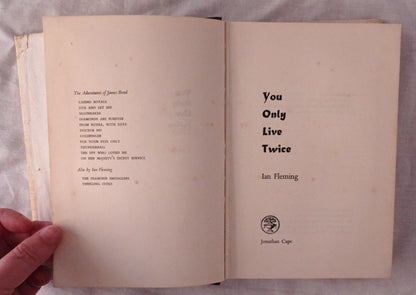 The Adventures of James Bond
CASINO ROYALE
LIVE AND LET DIE
MOONRAKER
DIAMONDS ARE FOREVER
FROM RUSSIA, WITH LOVE
DOCTOR NO
GOLDFINGER
FOR YOUR EYES ONLY
THUNDERBALL
THE SPY WHO LOVED ME
ON HER MAJESTY'S SECRET SERVICE
Also by Ian Fleming
THE DIAMOND SMUGGLERS
THRILLING CITIES
You
Only
Live
Twice
Ian Fleming
Jonathan Cape